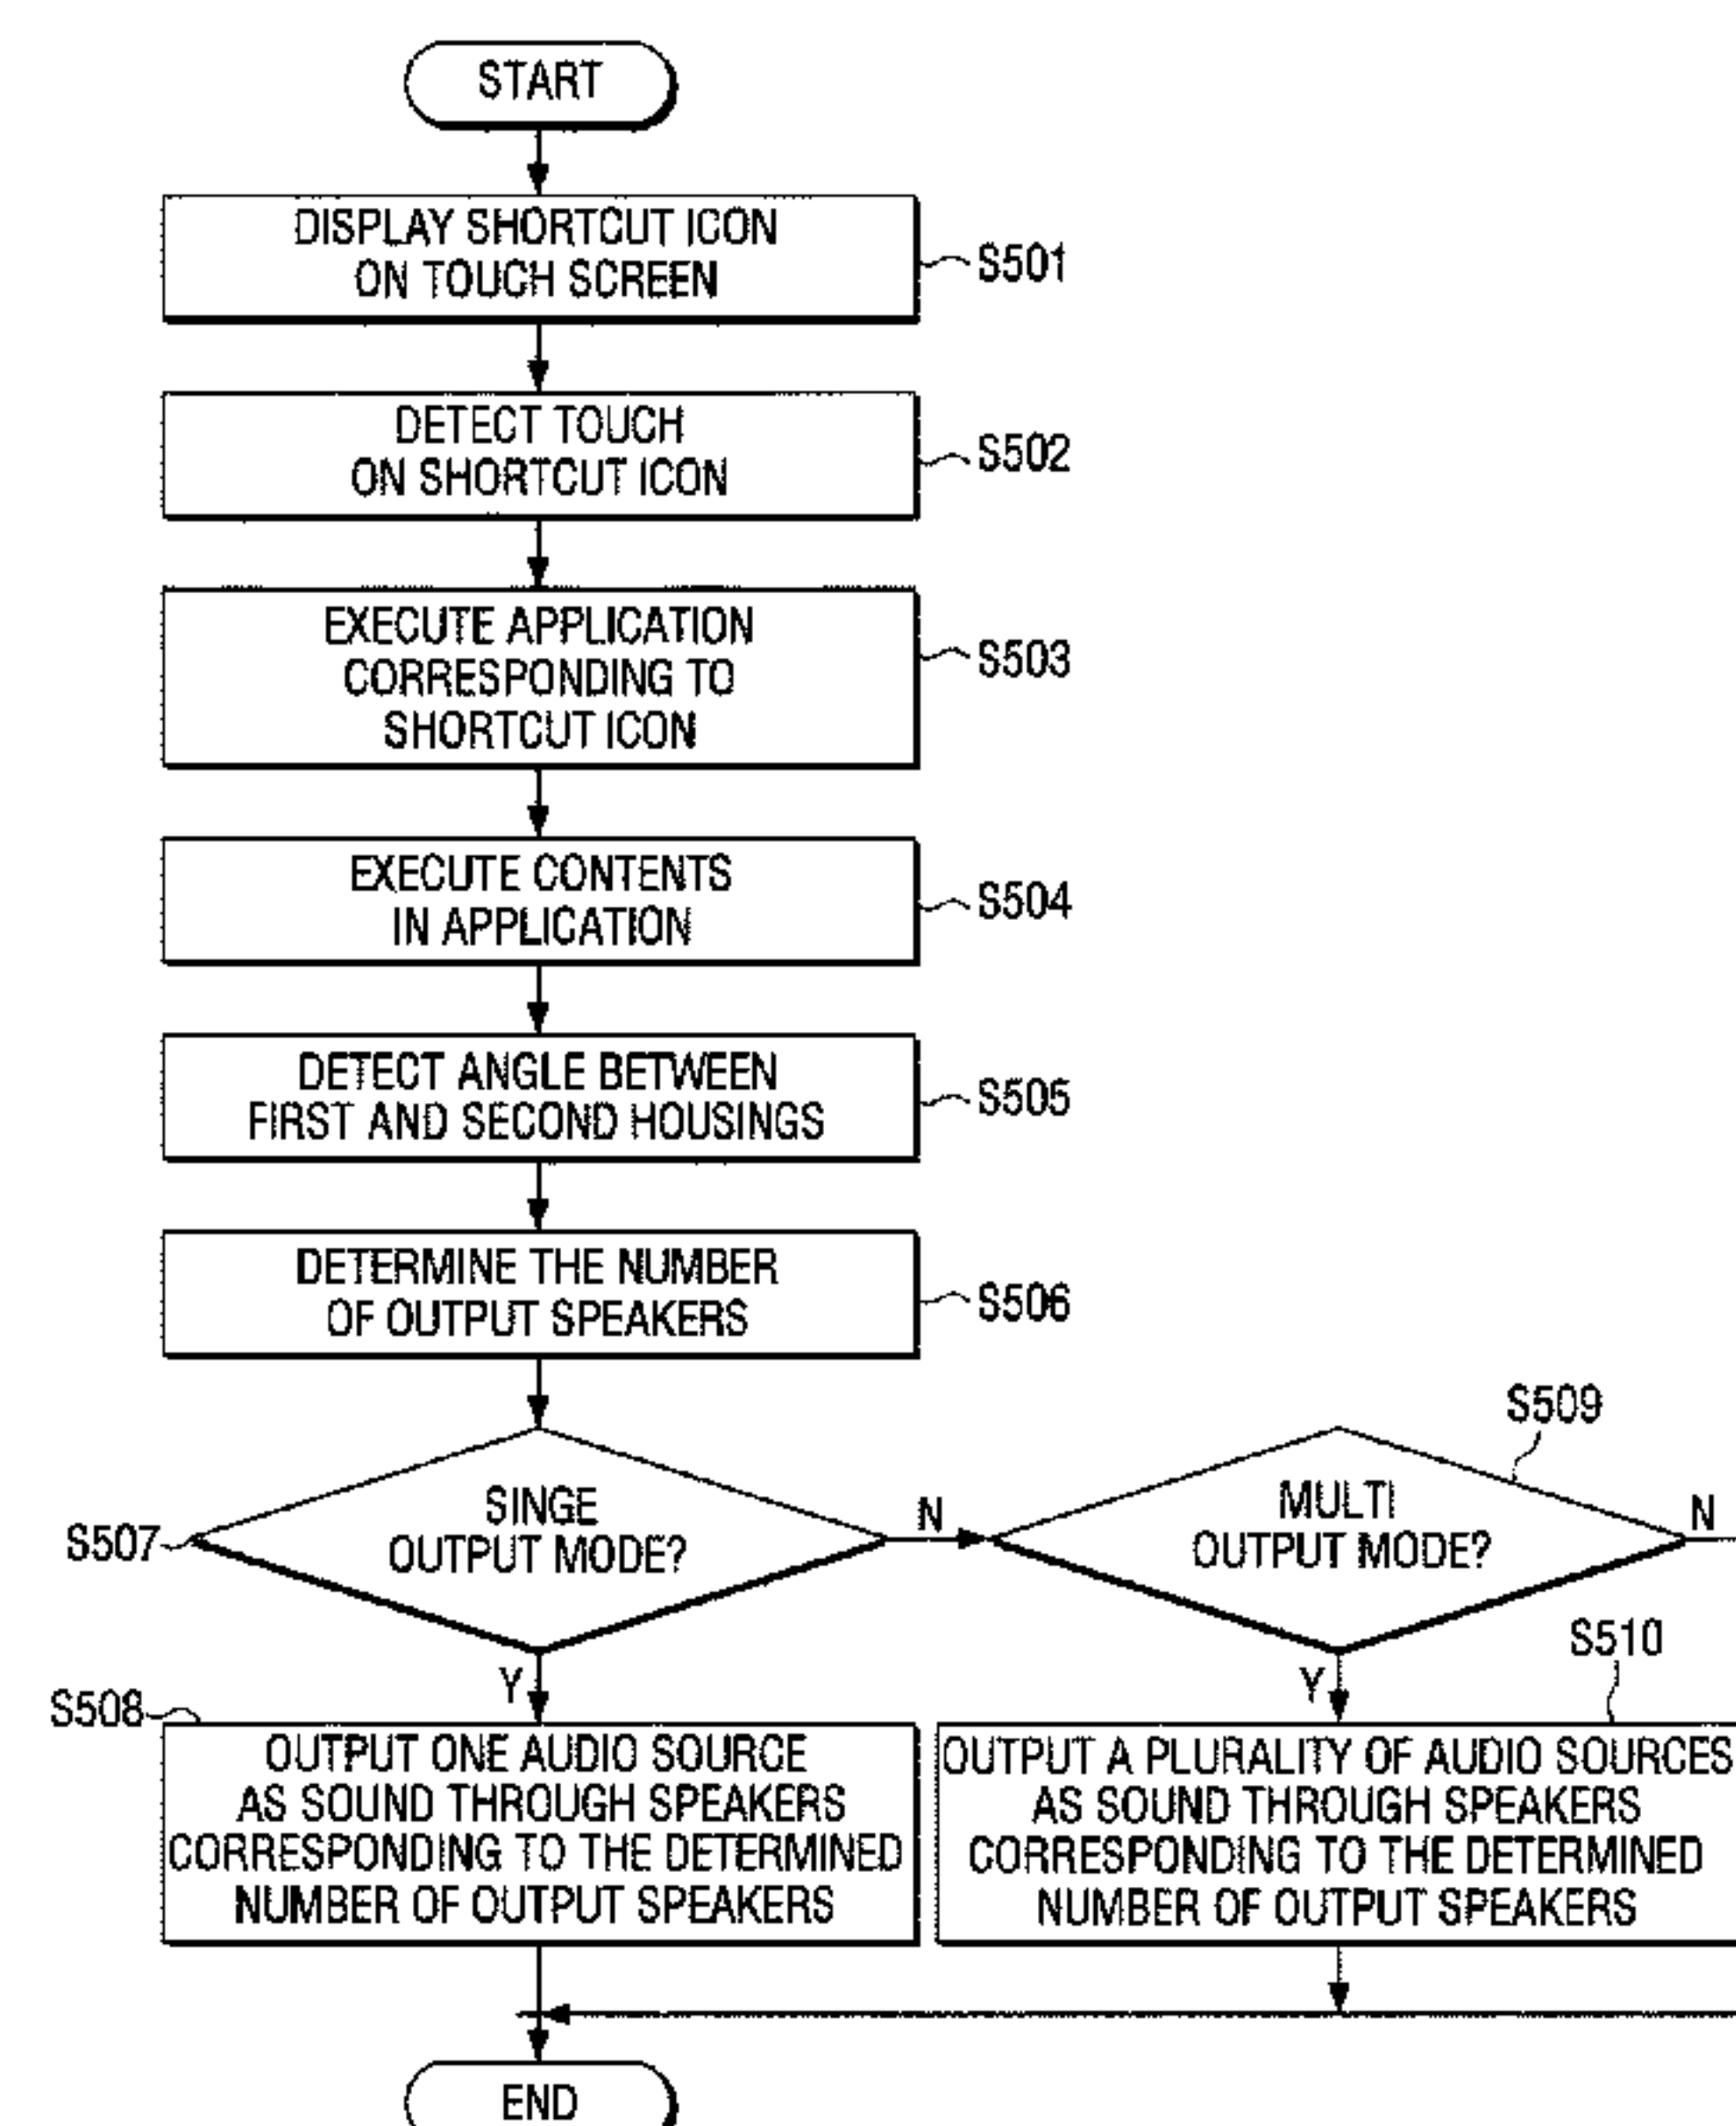 START
DISPLAY SHORTCUT ICON
ON TOUCH SCREEN
S501
DETECT TOUCH
ON SHORTCUT ICON
S502
EXECUTE APPLICATION
CORRESPONDING TO
SHORTCUT ICON
S503
EXECUTE CONTENTS
IN APPLICATION
S504
DETECT ANGLE BETWEEN
FIRST AND SECOND HOUSINGS
S505
DETERMINE THE NUMBER
OF OUTPUT SPEAKERS
S506
S507
SINGE
OUTPUT MODE?
N
S509
MULTI
OUTPUT MODE?
N
Y
S508
OUTPUT ONE AUDIO SOURCE
AS SOUND THROUGH SPEAKERS
CORRESPONDING TO THE DETERMINED
NUMBER OF OUTPUT SPEAKERS
Y
S510
OUTPUT A PLURALITY OF AUDIO SOURCES
AS SOUND THROUGH SPEAKERS
CORRESPONDING TO THE DETERMINED
NUMBER OF OUTPUT SPEAKERS
END